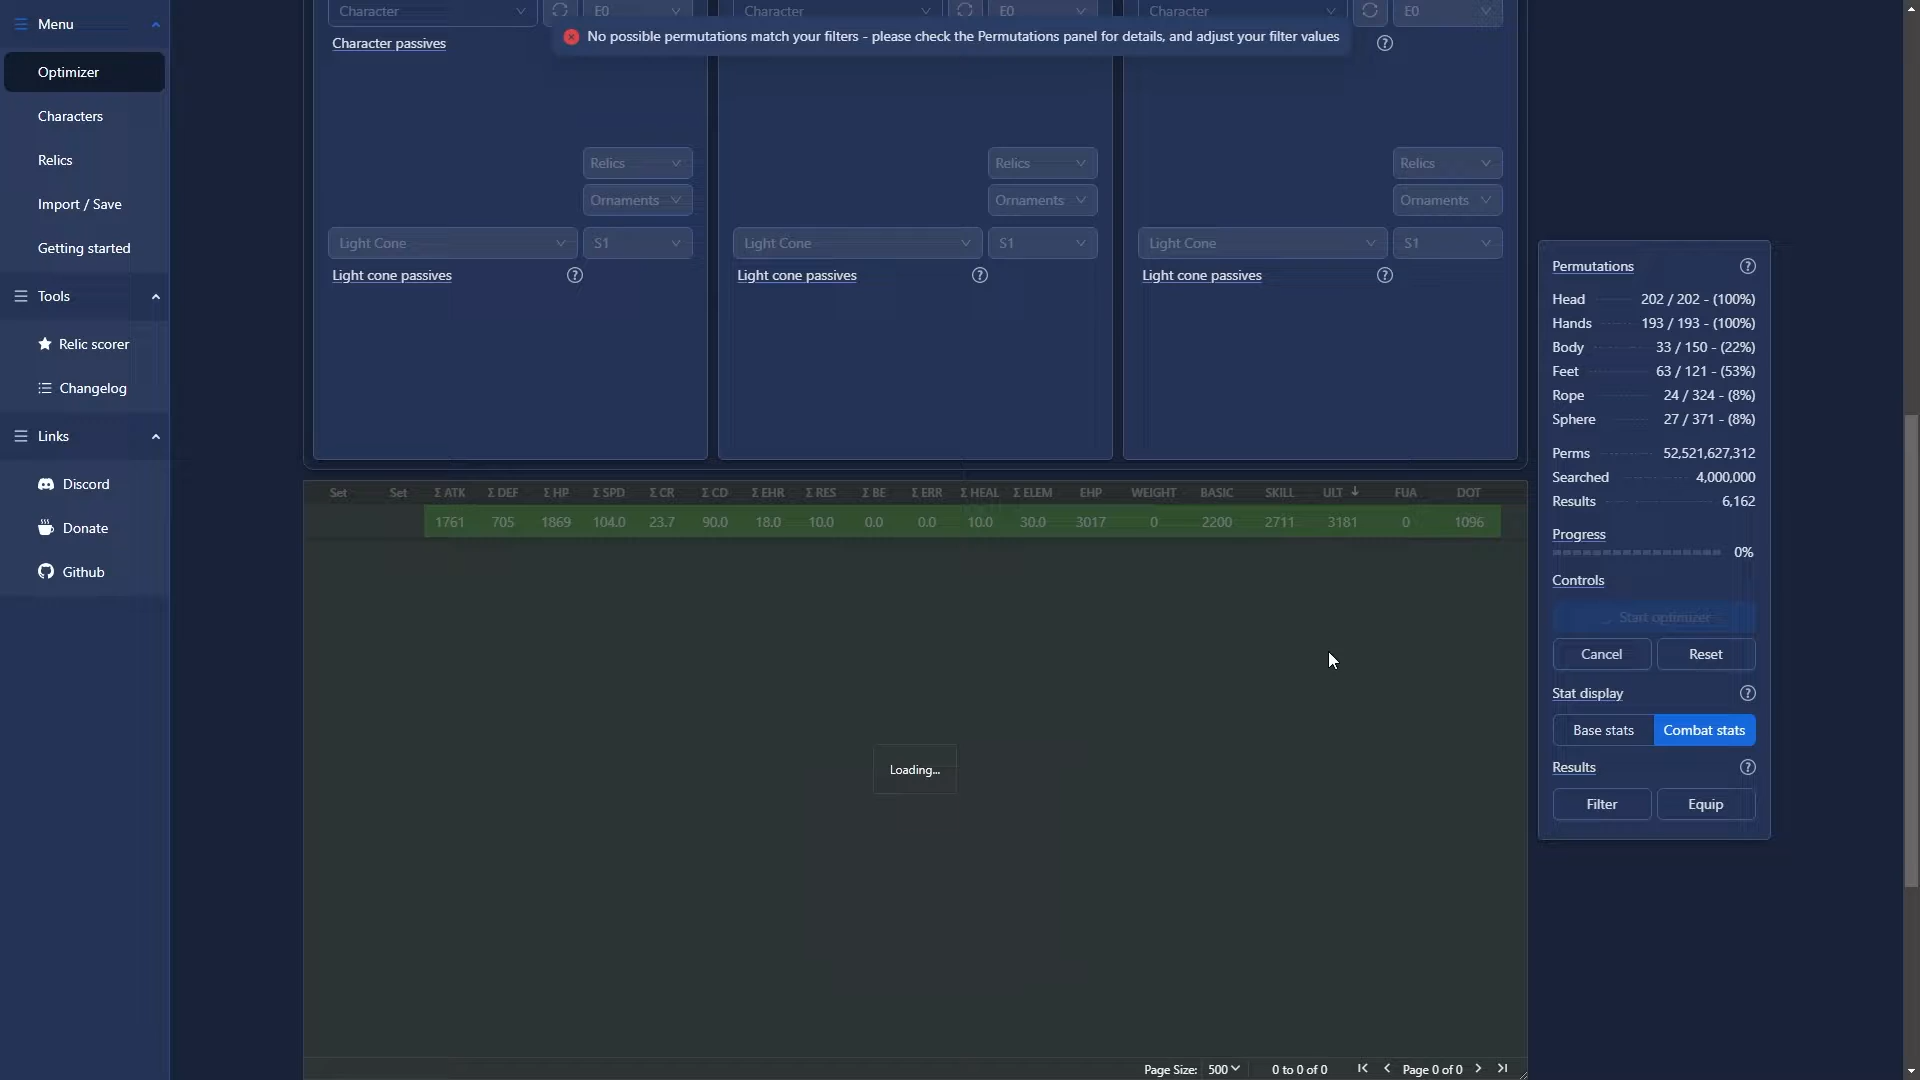 Menu
Optimizer
Characters
Relics
Import / Save
Getting started
Tools
Relic scorer
Changelog
Links
Discord
Donate
Github
Character E0 Character E0 Character E0
No possible permutations match your filters - please check the Permutations panel for details, and adjust your filter values
Character passives
Relics Relics Relics
Ornaments Ornaments Ornaments
Light Cone S1 Light Cone S1 Light Cone S1
Light cone passives Light cone passives Light cone passives
Set Set Σ ATK Σ DEF Σ HP Σ SPD Σ CR Σ CD Σ EHR Σ RES Σ BE Σ ERR Σ HEAL Σ ELEM EHP WEIGHT BASIC SKILL ULT FUA DOT
1761 705 1869 104.0 23.7 90.0 18.0 10.0 0.0 0.0 10.0 30.0 3017 0 2200 2711 3181 0 1096
Loading...
Page Size: 500 0 to 0 of 0 Page 0 of 0
Permutations
Head 202 / 202 - (100%)
Hands 193 / 193 - (100%)
Body 33 / 150 - (22%)
Feet 63 / 121 - (53%)
Rope 24 / 324 - (8%)
Sphere 27 / 371 - (8%)
Perms 52,521,627,312
Searched 4,000,000
Results 6,162
Progress
0%
Controls
Start optimizer
Cancel Reset
Stat display
Base stats Combat stats
Results
Filter Equip